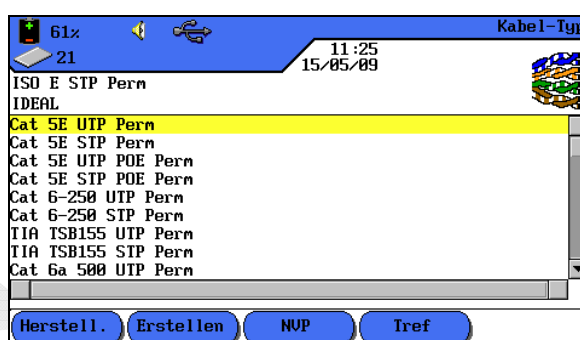 61%
Kabel-Typ
21
11:25
15/05/09
ISO E STP Perm
IDEAL
Cat 5E UTP Perm
Cat 5E STP Perm
Cat 5E UTP POE Perm
Cat 5E STP POE Perm
Cat 6-250 UTP Perm
Cat 6-250 STP Perm
TIA TSB155 UTP Perm
TIA TSB155 STP Perm
Cat 6a 500 UTP Perm
Herstell. Erstellen NVP Tref